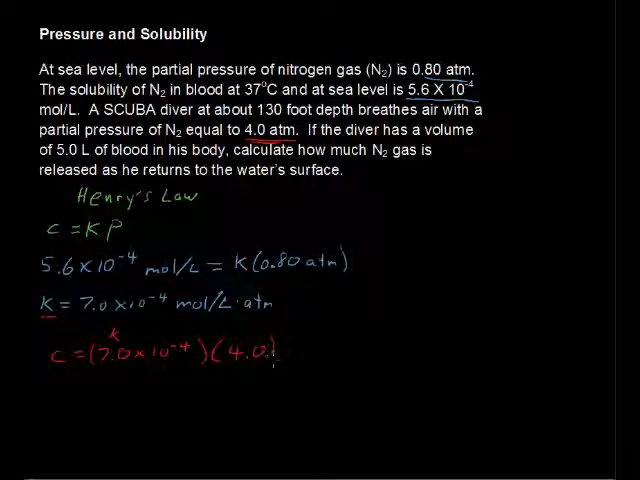 Pressure and Solubility
At sea level, the partial pressure of nitrogen gas (N₂) is 0.80 atm.
The solubility of N₂ in blood at 37°C and at sea level is 5.6 X 10⁻⁴
mol/L. A SCUBA diver at about 130 foot depth breathes air with a
partial pressure of N₂ equal to 4.0 atm. If the diver has a volume
of 5.0 L of blood in his body, calculate how much N₂ gas is
released as he returns to the water's surface.
Henry's Law
C = K P
5.6 x 10⁻⁴ mol/L = K(0.80 atm)
K = 7.0 x 10⁻⁴ mol/L·atm
K
C = (7.0 x 10⁻⁴)(4.0)